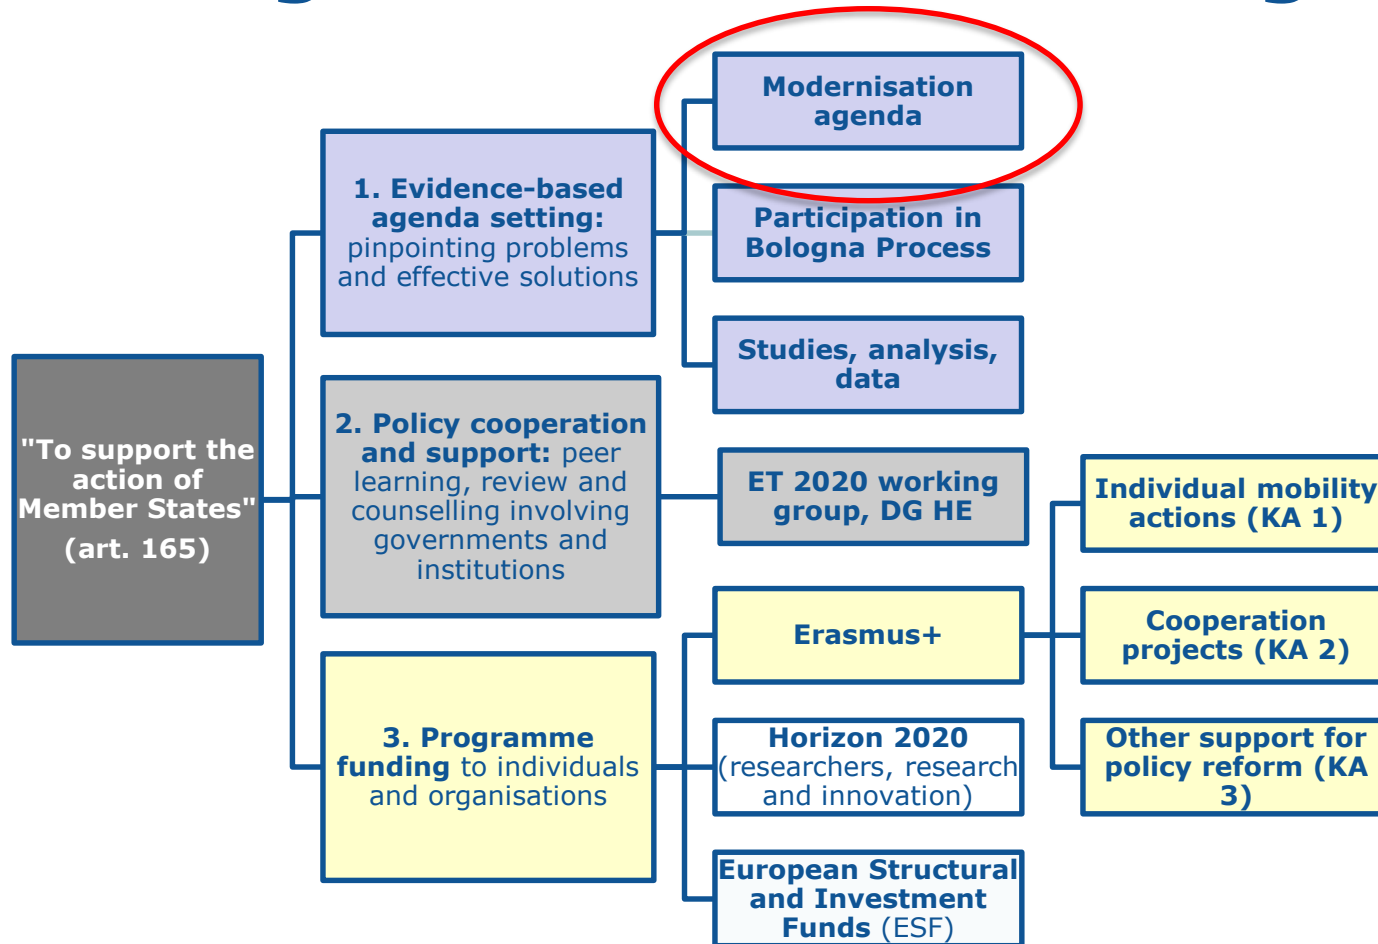 Modernisation
agenda
1. Evidence-based
agenda setting:
pinpointing problems
and effective solutions
Participation in
Bologna Process
Studies, analysis,
data
"To support the
action of
Member States"
(art. 165)
2. Policy cooperation
and support: peer
learning, review and
counselling involving
governments and
institutions
ET 2020 working
group, DG HE
Individual mobility
actions (KA 1)
Erasmus+
Cooperation
projects (KA 2)
3. Programme
funding to individuals
and organisations
Horizon 2020
(researchers, research
and innovation)
Other support for
policy reform (KA
3)
European Structural
and Investment
Funds (ESF)